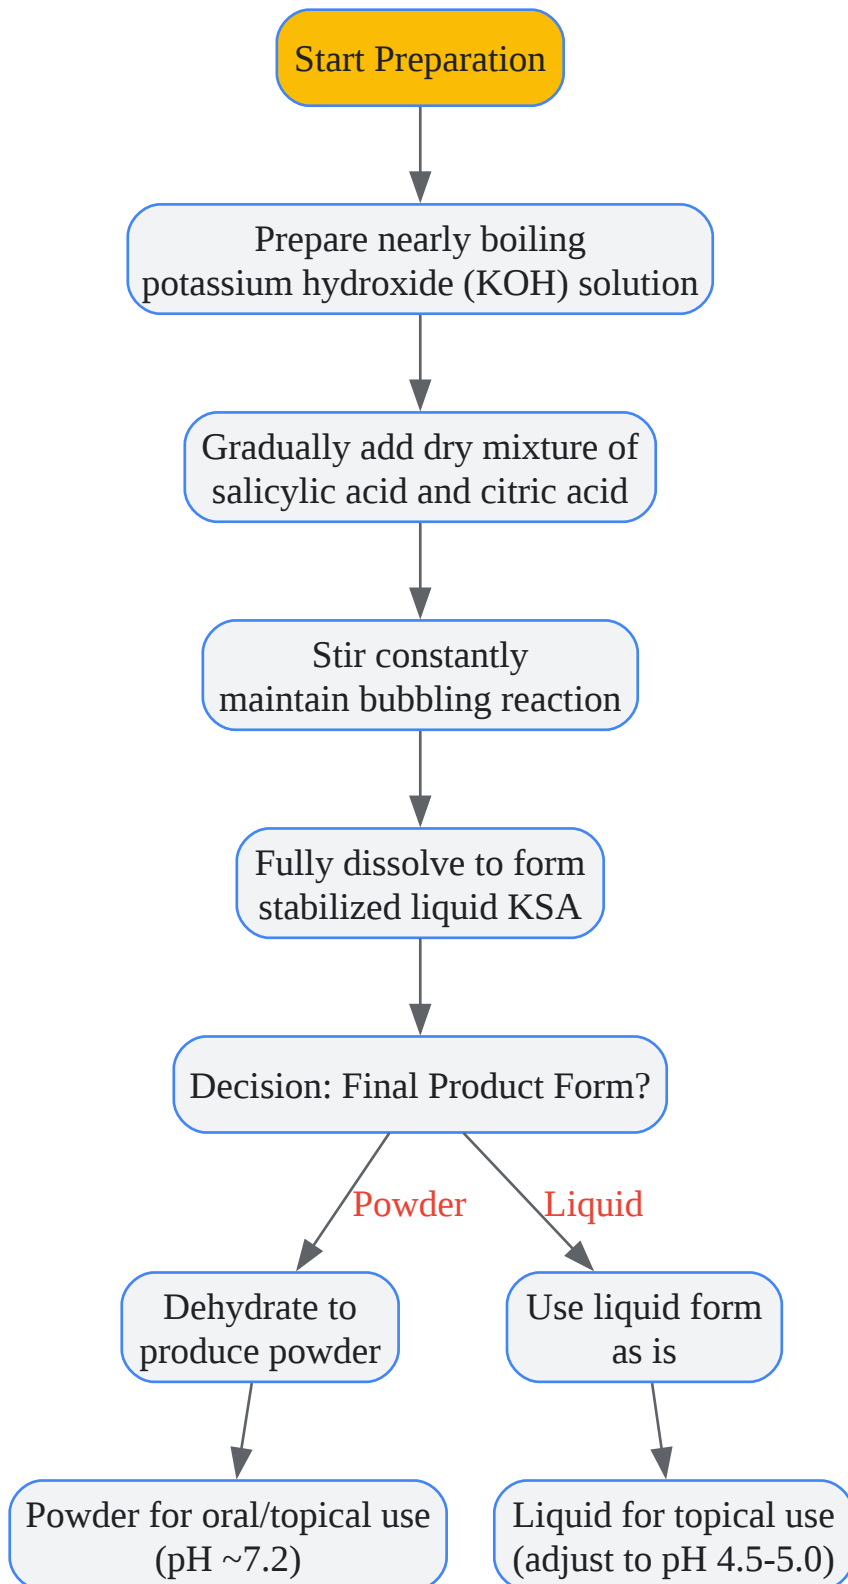 Start Preparation
Prepare nearly boiling
potassium hydroxide (KOH) solution
Gradually add dry mixture of
salicylic acid and citric acid
Stir constantly
maintain bubbling reaction
Fully dissolve to form
stabilized liquid KSA
Decision: Final Product Form?
Powder
Liquid
Dehydrate to
produce powder
Use liquid form
as is
Powder for oral/topical use
(pH ~7.2)
Liquid for topical use
(adjust to pH 4.5-5.0)